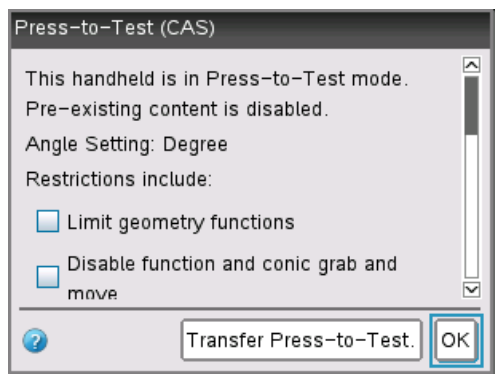 Press-to-Test (CAS)
This handheld is in Press-to-Test mode.
Pre-existing content is disabled.
Angle Setting: Degree
Restrictions include:
Limit geometry functions
Disable function and conic grab and
move
Transfer Press-to-Test.
OK